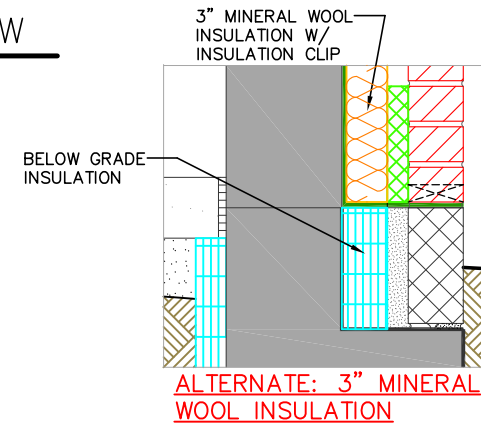 W
3" MINERAL WOOL
INSULATION W/
INSULATION CLIP
BELOW GRADE
INSULATION
ALTERNATE: 3" MINERAL
WOOL INSULATION